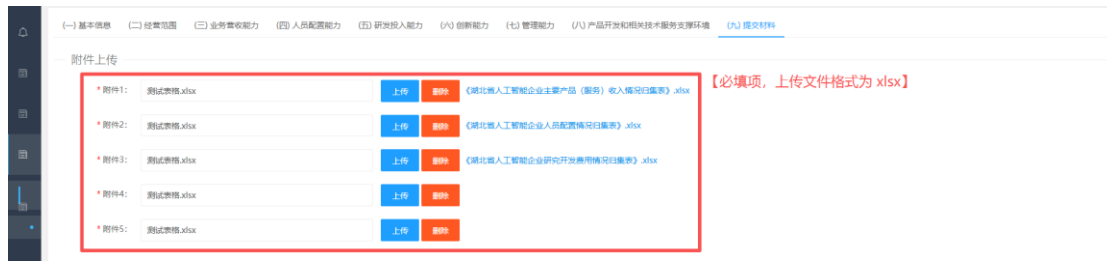 (一) 基本信息 (二) 经营范围 (三) 业务营收能力 (四) 人员配置能力 (五) 研发投入能力 (六) 创新能力 (七) 管理能力 (八) 产品开发和相关技术服务支撑环境 (九) 提交材料
附件上传
【必填项，上传文件格式为 xlsx】
* 附件1: 测试表格.xlsx 上传 删除 《湖北省人工智能企业主要产品（服务）收入情况归集表》.xlsx
* 附件2: 测试表格.xlsx 上传 删除 《湖北省人工智能企业人员配置情况归集表》.xlsx
* 附件3: 测试表格.xlsx 上传 删除 《湖北省人工智能企业研究开发费用情况归集表》.xlsx
* 附件4: 测试表格.xlsx 上传 删除
* 附件5: 测试表格.xlsx 上传 删除